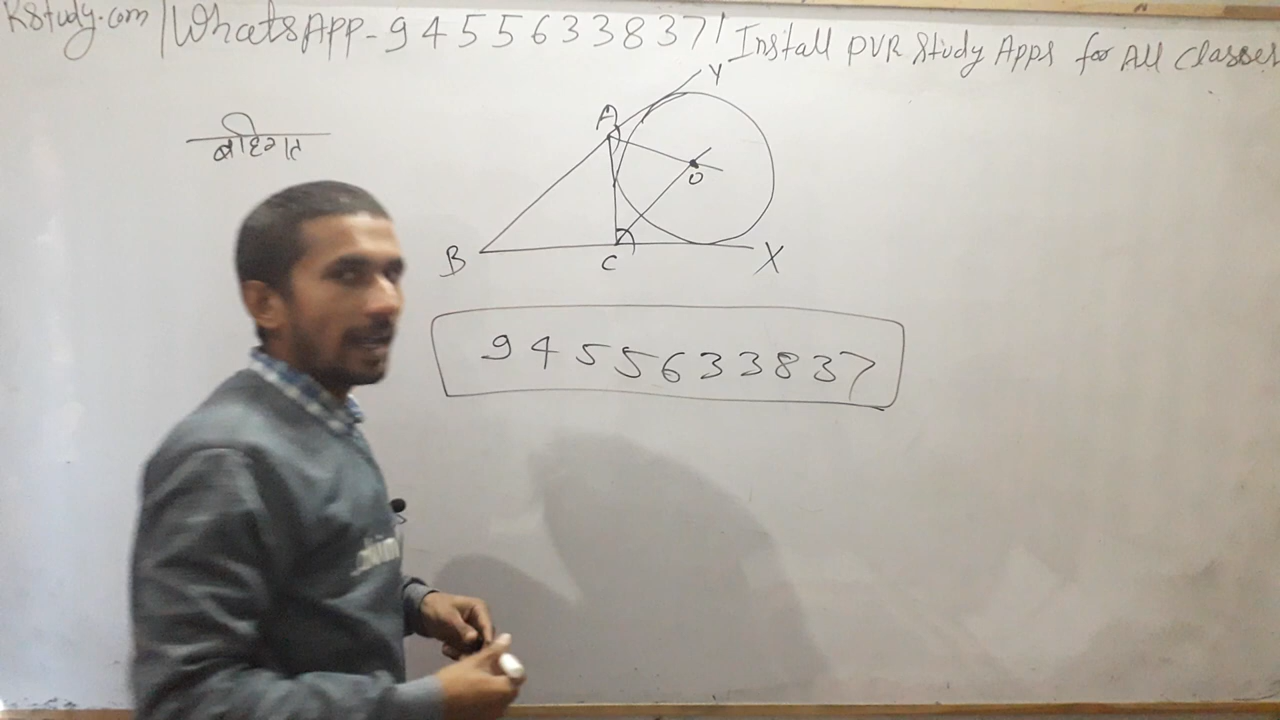 KStudy.com | WhatsApp-9455633837 | Install PVR Study Apps for All Classes
बहिर्गत
A
Y
O
B
C
X
9455633837